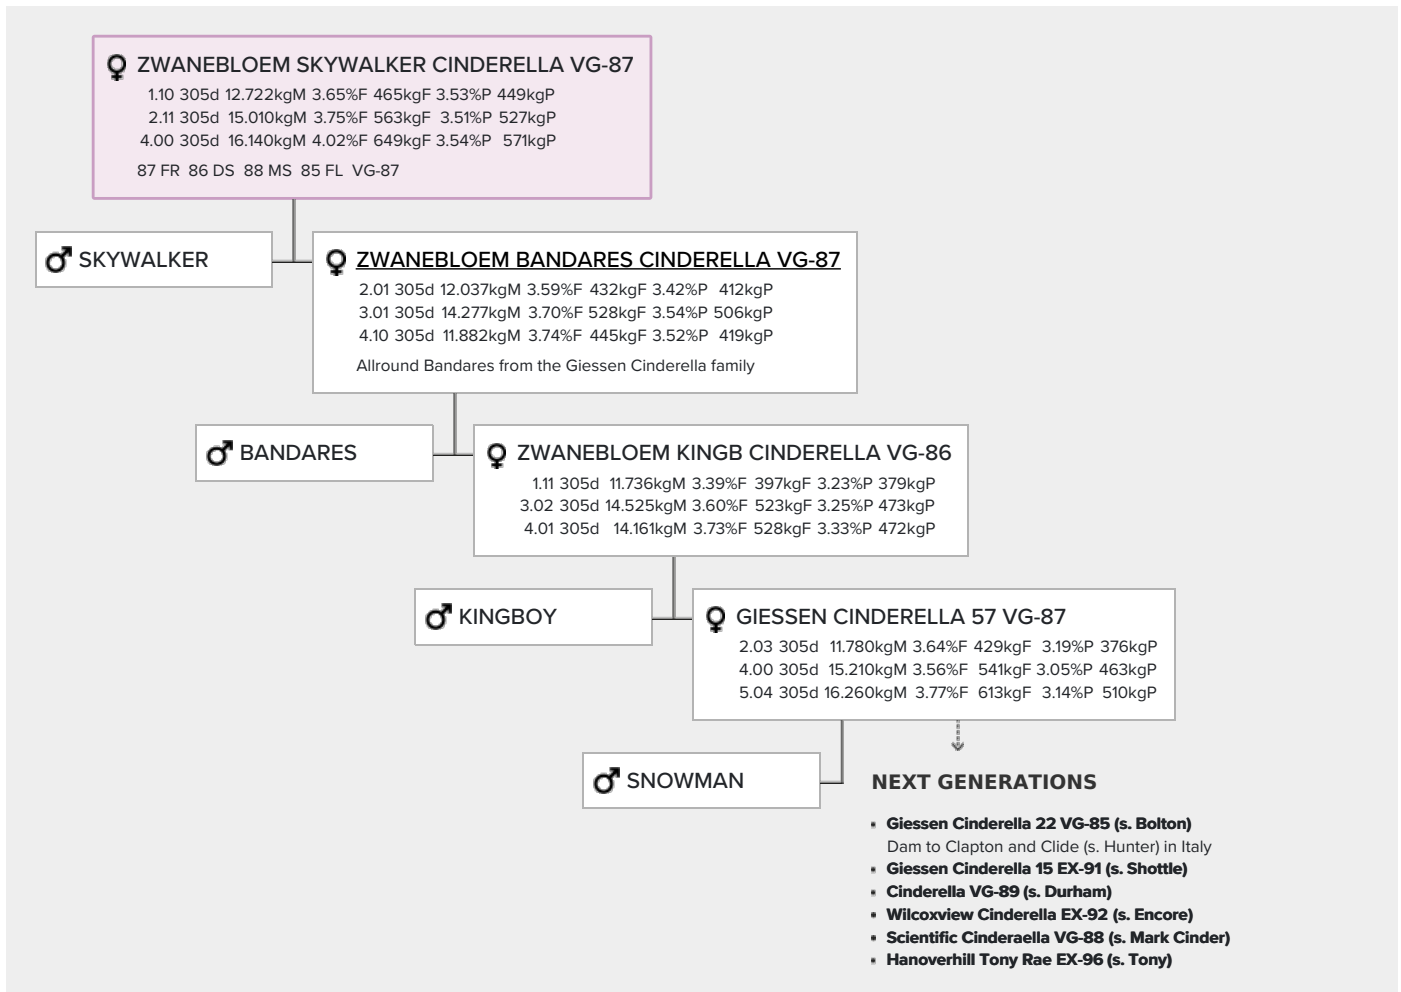 ZWANEBLOEM SKYWALKER CINDERELLA VG-87
1.10 305d 12.722kgM 3.65%F 465kgF 3.53%P 449kgP
2.11 305d 15.010kgM 3.75%F 563kgF 3.51%P 527kgP
4.00 305d 16.140kgM 4.02%F 649kgF 3.54%P 571kgP
87 FR 86 DS 88 MS 85 FL VG-87
SKYWALKER
ZWANEBLOEM BANDARES CINDERELLA VG-87
2.01 305d 12.037kgM 3.59%F 432kgF 3.42%P 412kgP
3.01 305d 14.277kgM 3.70%F 528kgF 3.54%P 506kgP
4.10 305d 11.882kgM 3.74%F 445kgF 3.52%P 419kgP
Allround Bandares from the Giessen Cinderella family
BANDARES
ZWANEBLOEM KINGB CINDERELLA VG-86
1.11 305d 11.736kgM 3.39%F 397kgF 3.23%P 379kgP
3.02 305d 14.525kgM 3.60%F 523kgF 3.25%P 473kgP
4.01 305d 14.161kgM 3.73%F 528kgF 3.33%P 472kgP
KINGBOY
GIESSEN CINDERELLA 57 VG-87
2.03 305d 11.780kgM 3.64%F 429kgF 3.19%P 376kgP
4.00 305d 15.210kgM 3.56%F 541kgF 3.05%P 463kgP
5.04 305d 16.260kgM 3.77%F 613kgF 3.14%P 510kgP
SNOWMAN
NEXT GENERATIONS
Giessen Cinderella 22 VG-85 (s. Bolton)
Dam to Clapton and Clide (s. Hunter) in Italy
Giessen Cinderella 15 EX-91 (s. Shottle)
Cinderella VG-89 (s. Durham)
Wilcoxview Cinderella EX-92 (s. Encore)
Scientific Cinderaella VG-88 (s. Mark Cinder)
Hanoverhill Tony Rae EX-96 (s. Tony)